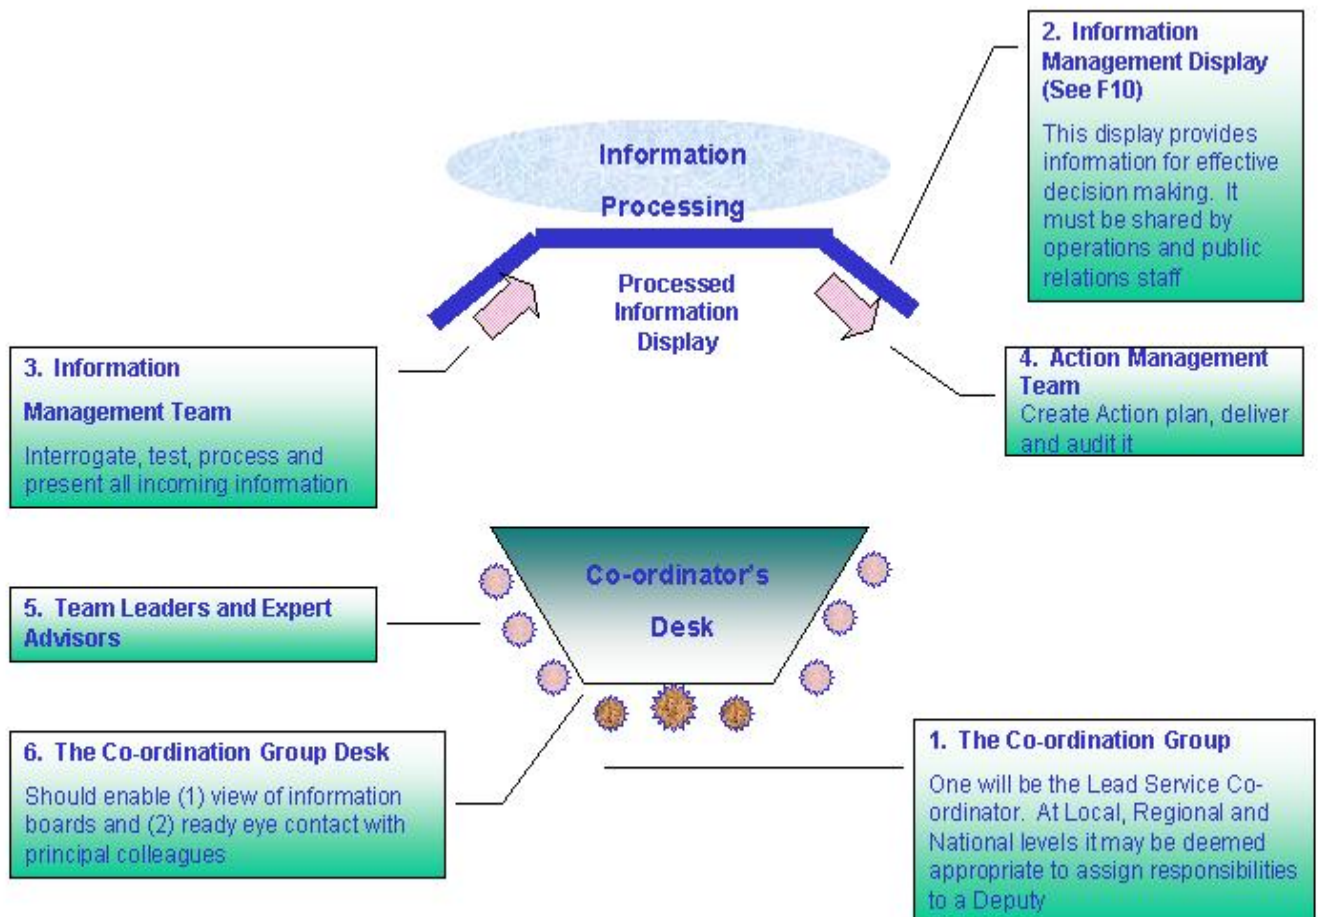 2. Information
Management Display
(See F10)
This display provides
information for effective
decision making. It
must be shared by
operations and public
relations staff
Information
Processing
Processed
Information
Display
3. Information
Management Team
Interrogate, test, process and
present all incoming information
4. Action Management
Team
Create Action plan, deliver
and audit it
Co-ordinator's
Desk
5. Team Leaders and Expert
Advisors
6. The Co-ordination Group Desk
Should enable (1) view of information
boards and (2) ready eye contact with
principal colleagues
1. The Co-ordination Group
One will be the Lead Service Co-
ordinator. At Local, Regional and
National levels it may be deemed
appropriate to assign responsibilities
to a Deputy